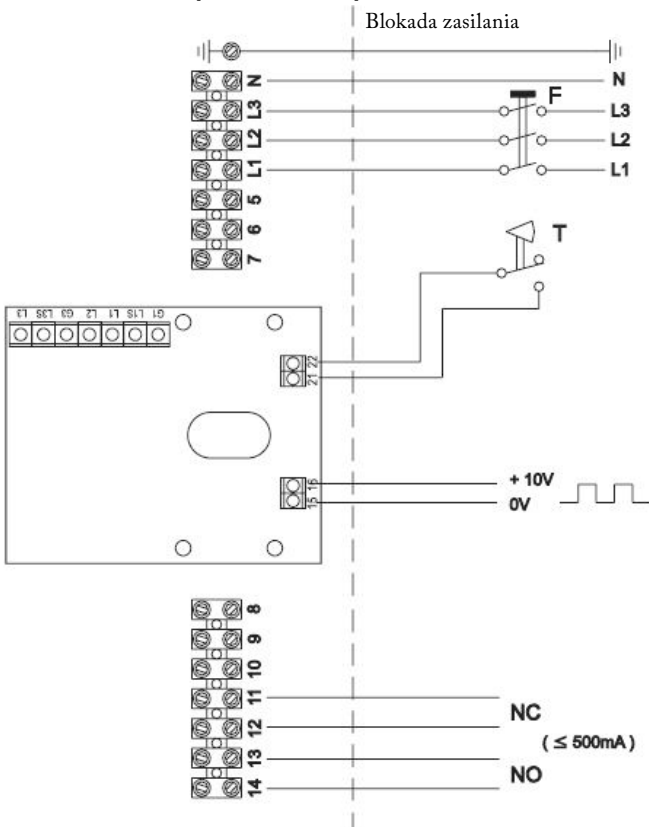 Blokada zasilania
N
N
L3
F
L3
L2
L2
L1
L1
5
6
7
T
L3 L3S G3 L2 L1 L1S G1
22
21
16
+ 10V
15
0V
8
9
10
11
NC
12
( ≤ 500mA )
13
NO
14